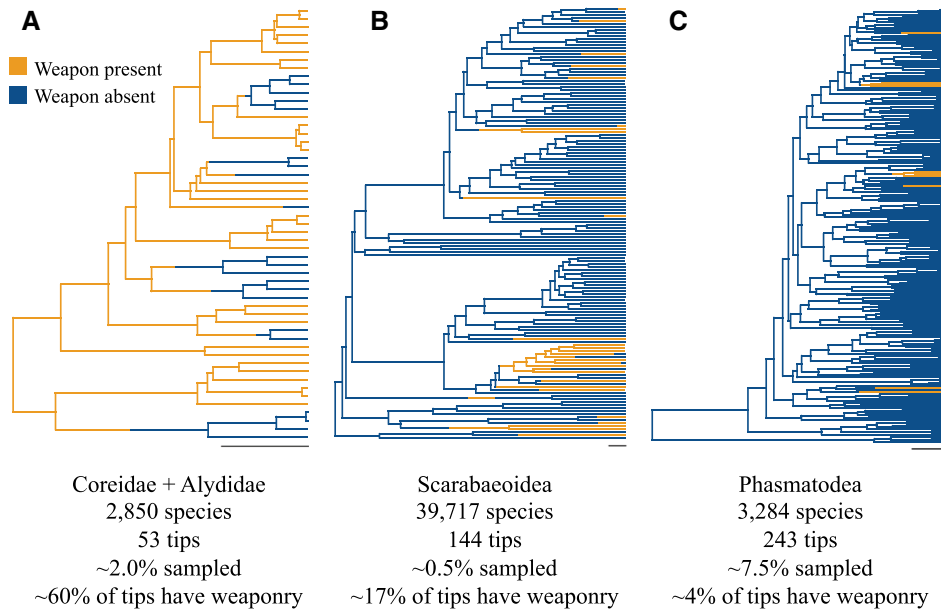 A
B
C
Weapon present
Weapon absent
Coreidae + Alydidae
2,850 species
53 tips
~2.0% sampled
~60% of tips have weaponry
Scarabaeoidea
39,717 species
144 tips
~0.5% sampled
~17% of tips have weaponry
Phasmatodea
3,284 species
243 tips
~7.5% sampled
~4% of tips have weaponry